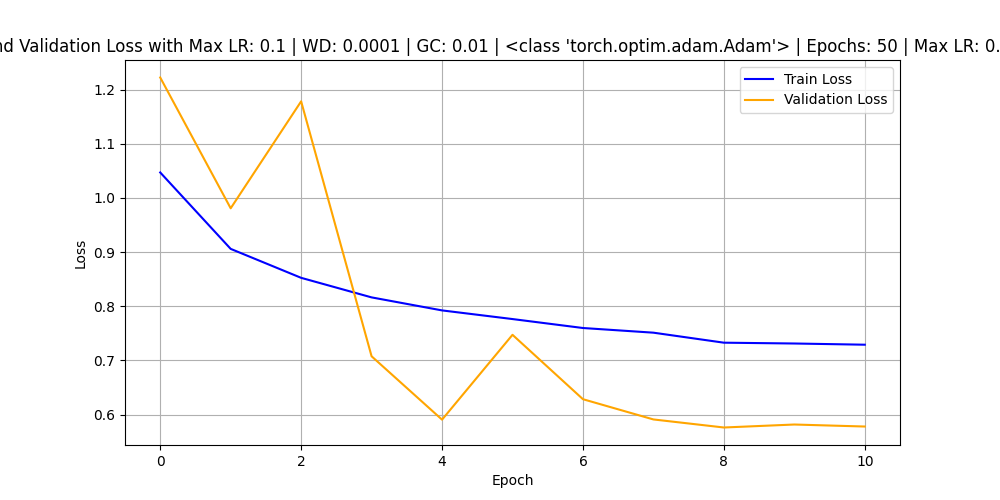 nd Validation Loss with Max LR: 0.1 | WD: 0.0001 | GC: 0.01 | <class 'torch.optim.adam.Adam'> | Epochs: 50 | Max LR: 0.
Train Loss
Validation Loss
1.2
1.1
1.0
0.9
0.8
0.7
0.6
Loss
0
2
4
6
8
10
Epoch